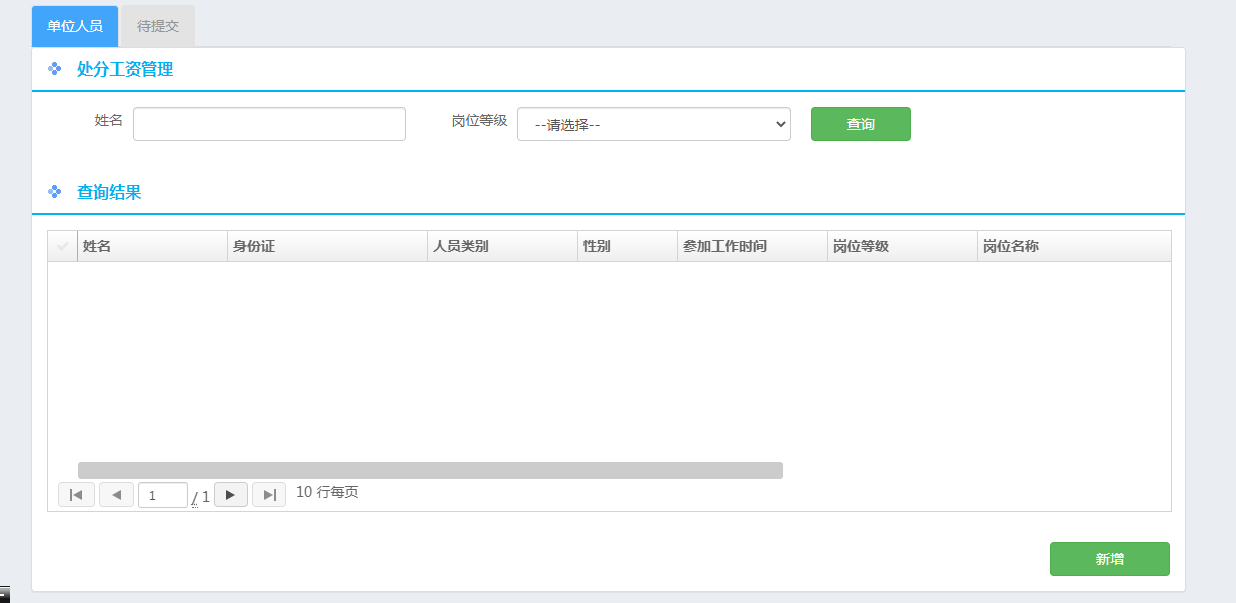 单位人员 待提交
处分工资管理
姓名 岗位等级 --请选择-- 查询
查询结果
姓名 身份证 人员类别 性别 参加工作时间 岗位等级 岗位名称
1 / 1 10 行每页
新增